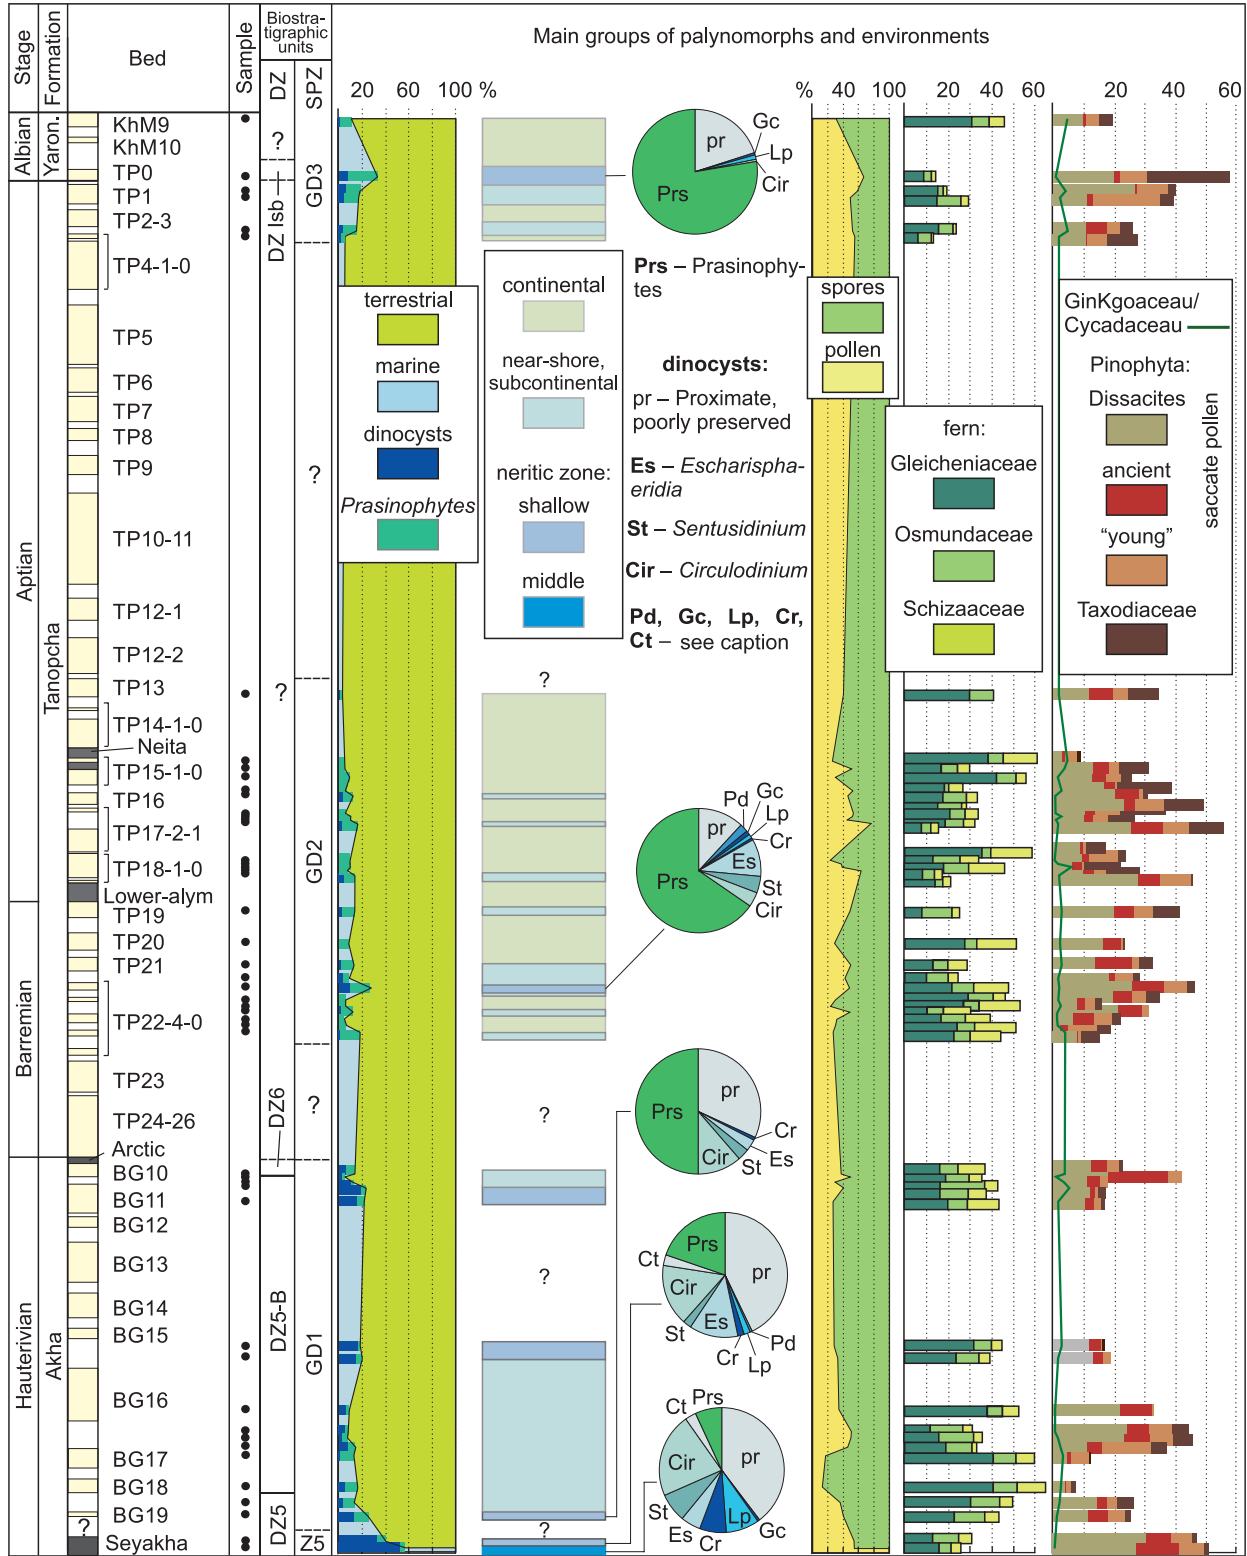 Stage
Formation
Bed
Sample
Biostra-
tigraphic
units
DZ
SPZ
Main groups of palynomorphs and environments
20 60 100 %
0 40 100
0 20 40 60
0 20 40 60
Albian
Aptian
Barremian
Hauterivian
Yaron.
Tanopcha
Akha
KhM9
KhM10
TP0
TP1
TP2-3
TP4-1-0
TP5
TP6
TP7
TP8
TP9
TP10-11
TP12-1
TP12-2
TP13
TP14-1-0
Neita
TP15-1-0
TP16
TP17-2-1
TP18-1-0
Lower-alym
TP19
TP20
TP21
TP22-4-0
TP23
TP24-26
Arctic
BG10
BG11
BG12
BG13
BG14
BG15
BG16
BG17
BG18
BG19
?
Seyakha
?
DZ Isb
?
DZ6
DZ5-B
DZ5
GD3
?
GD2
?
GD1
Z5
terrestrial
marine
dinocysts
Prasinophytes
continental
near-shore,
subcontinental
neritic zone:
shallow
middle
?
?
?
?
pr
Gc
Lp
Cir
Prs
Prs – Prasinophy-
tes
dinocysts:
pr – Proximate,
poorly preserved
Es – Escharispha-
eridia
St – Sentusidinium
Cir – Circulodinium
Pd, Gc, Lp, Cr,
Ct – see caption
pr
Pd
Gc
Lp
Cr
Es
St
Cir
Prs
Prs
pr
Cr
Es
St
Cir
Prs
Ct
Cir
St
Es
Cr
Lp
Pd
pr
Ct
Prs
pr
Cir
St
Es
Cr
Lp
Gc
spores
pollen
fern:
Gleicheniaceae
Osmundaceae
Schizaaceae
GinKgoaceau/
Cycadaceau
Pinophyta:
Dissacites
ancient
“young”
Taxodiaceae
saccate pollen